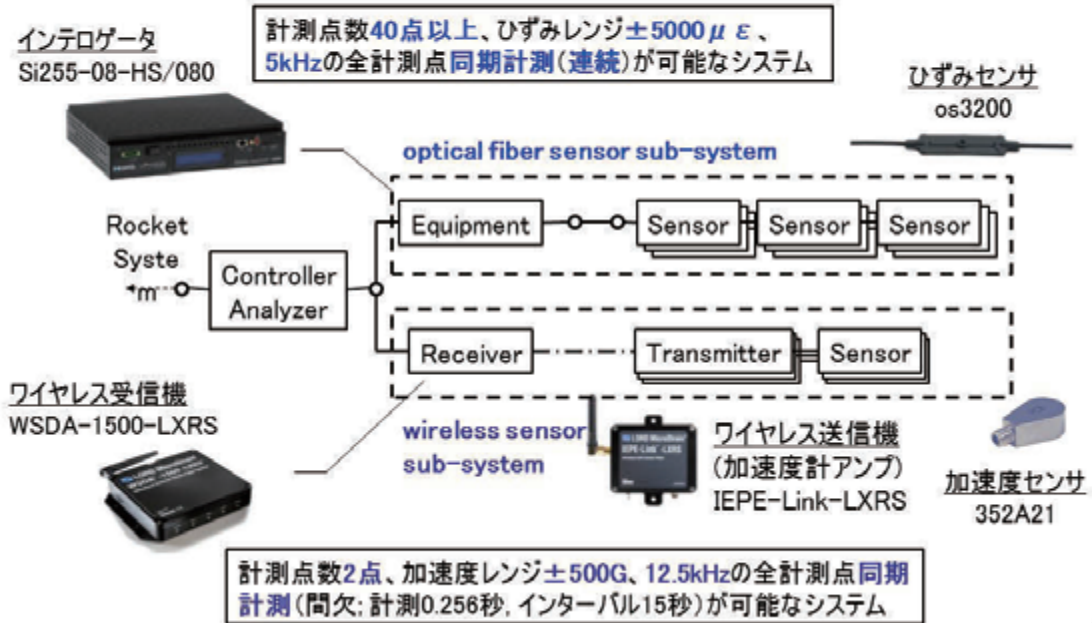 計測点数40点以上、ひずみレンジ±5000με、
5kHzの全計測点同期計測(連続)が可能なシステム
インテロゲータ
Si255-08-HS/080
ひずみセンサ
os3200
optical fiber sensor sub-system
Equipment
Sensor
Sensor
Sensor
Rocket
Syste
m
Controller
Analyzer
Receiver
Transmitter
Sensor
ワイヤレス受信機
WSDA-1500-LXRS
wireless sensor
sub-system
LORD MicroStrain
IEPE-Link -LXRS
ワイヤレス送信機
(加速度計アンプ)
IEPE-Link-LXRS
加速度センサ
352A21
計測点数2点、加速度レンジ±500G、12.5kHzの全計測点同期
計測(間欠; 計測0.256秒, インターバル15秒)が可能なシステム